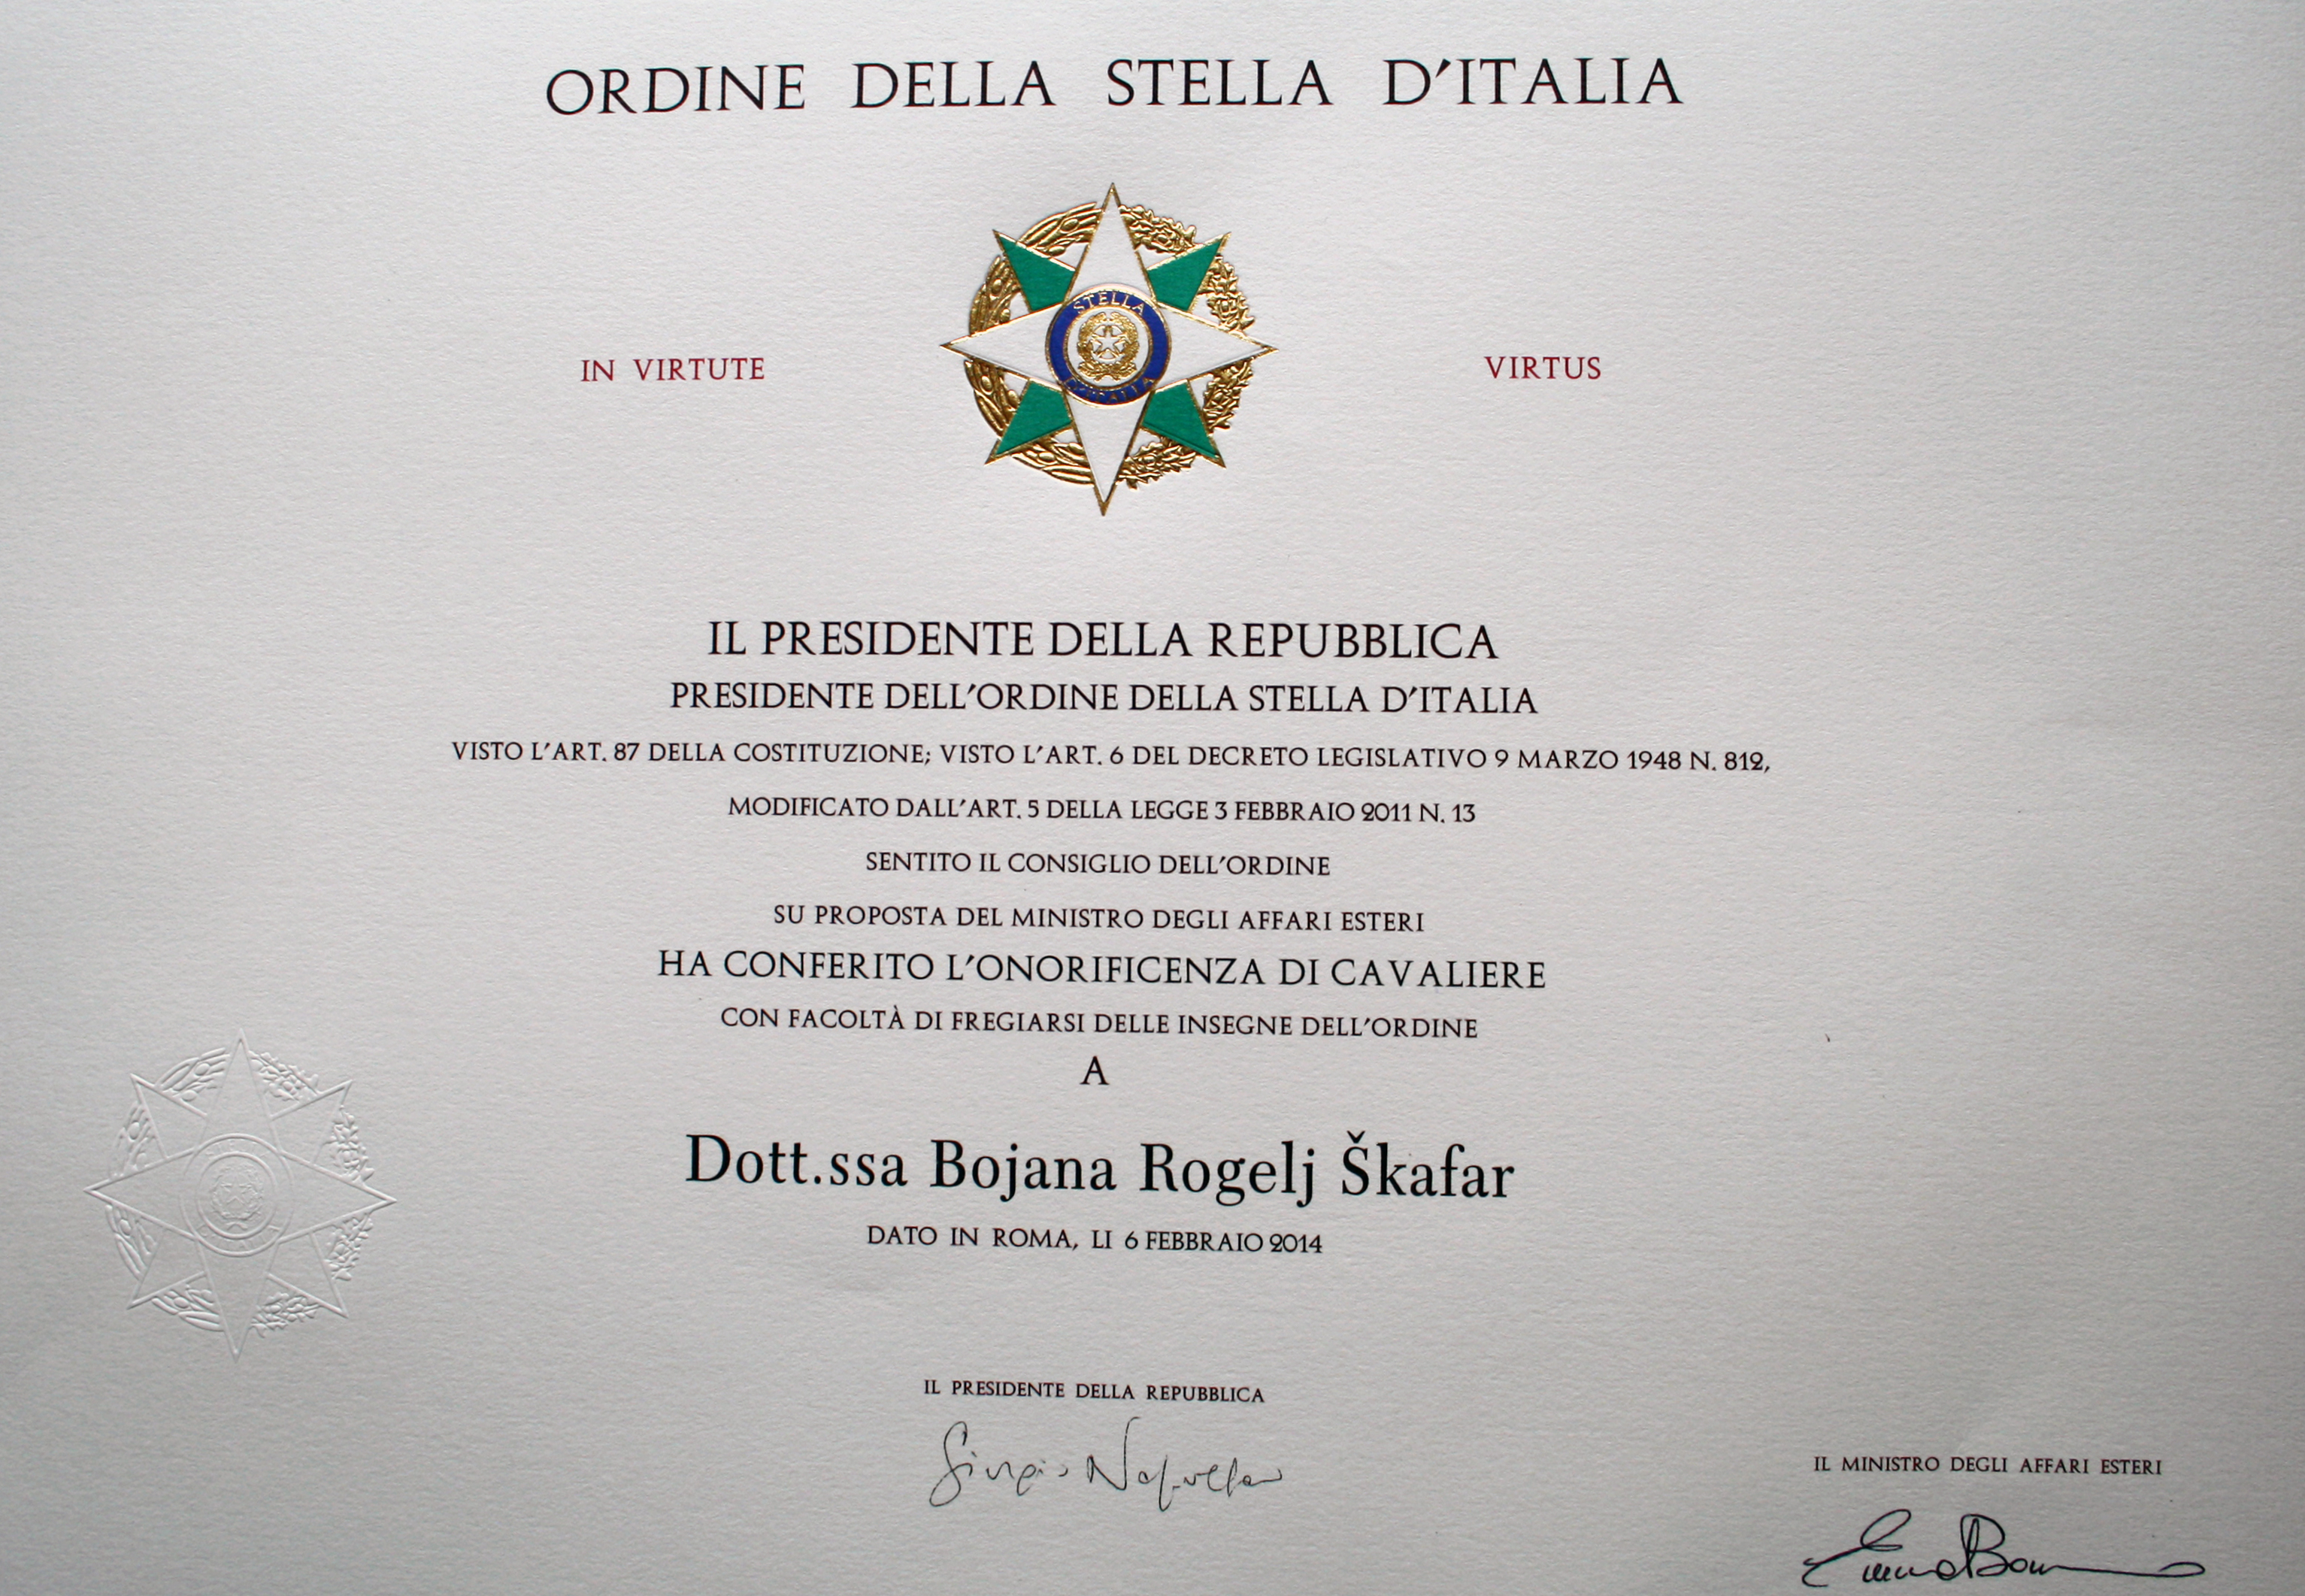 ORDINE DELLA STELLA D'ITALIA
STELLA
D'ITALIA
IN VIRTUTE VIRTUS
IL PRESIDENTE DELLA REPUBBLICA
PRESIDENTE DELL'ORDINE DELLA STELLA D'ITALIA
VISTO L'ART. 87 DELLA COSTITUZIONE; VISTO L'ART. 6 DEL DECRETO LEGISLATIVO 9 MARZO 1948 N. 812,
MODIFICATO DALL'ART. 5 DELLA LEGGE 3 FEBBRAIO 2011 N. 13
SENTITO IL CONSIGLIO DELL'ORDINE
SU PROPOSTA DEL MINISTRO DEGLI AFFARI ESTERI
HA CONFERITO L'ONORIFICENZA DI CAVALIERE
CON FACOLTÀ DI FREGIARSI DELLE INSEGNE DELL'ORDINE
A
Dott.ssa Bojana Rogelj Škafar
DATO IN ROMA, LI 6 FEBBRAIO 2014
IL PRESIDENTE DELLA REPUBBLICA
Giorgio Napolitano
IL MINISTRO DEGLI AFFARI ESTERI